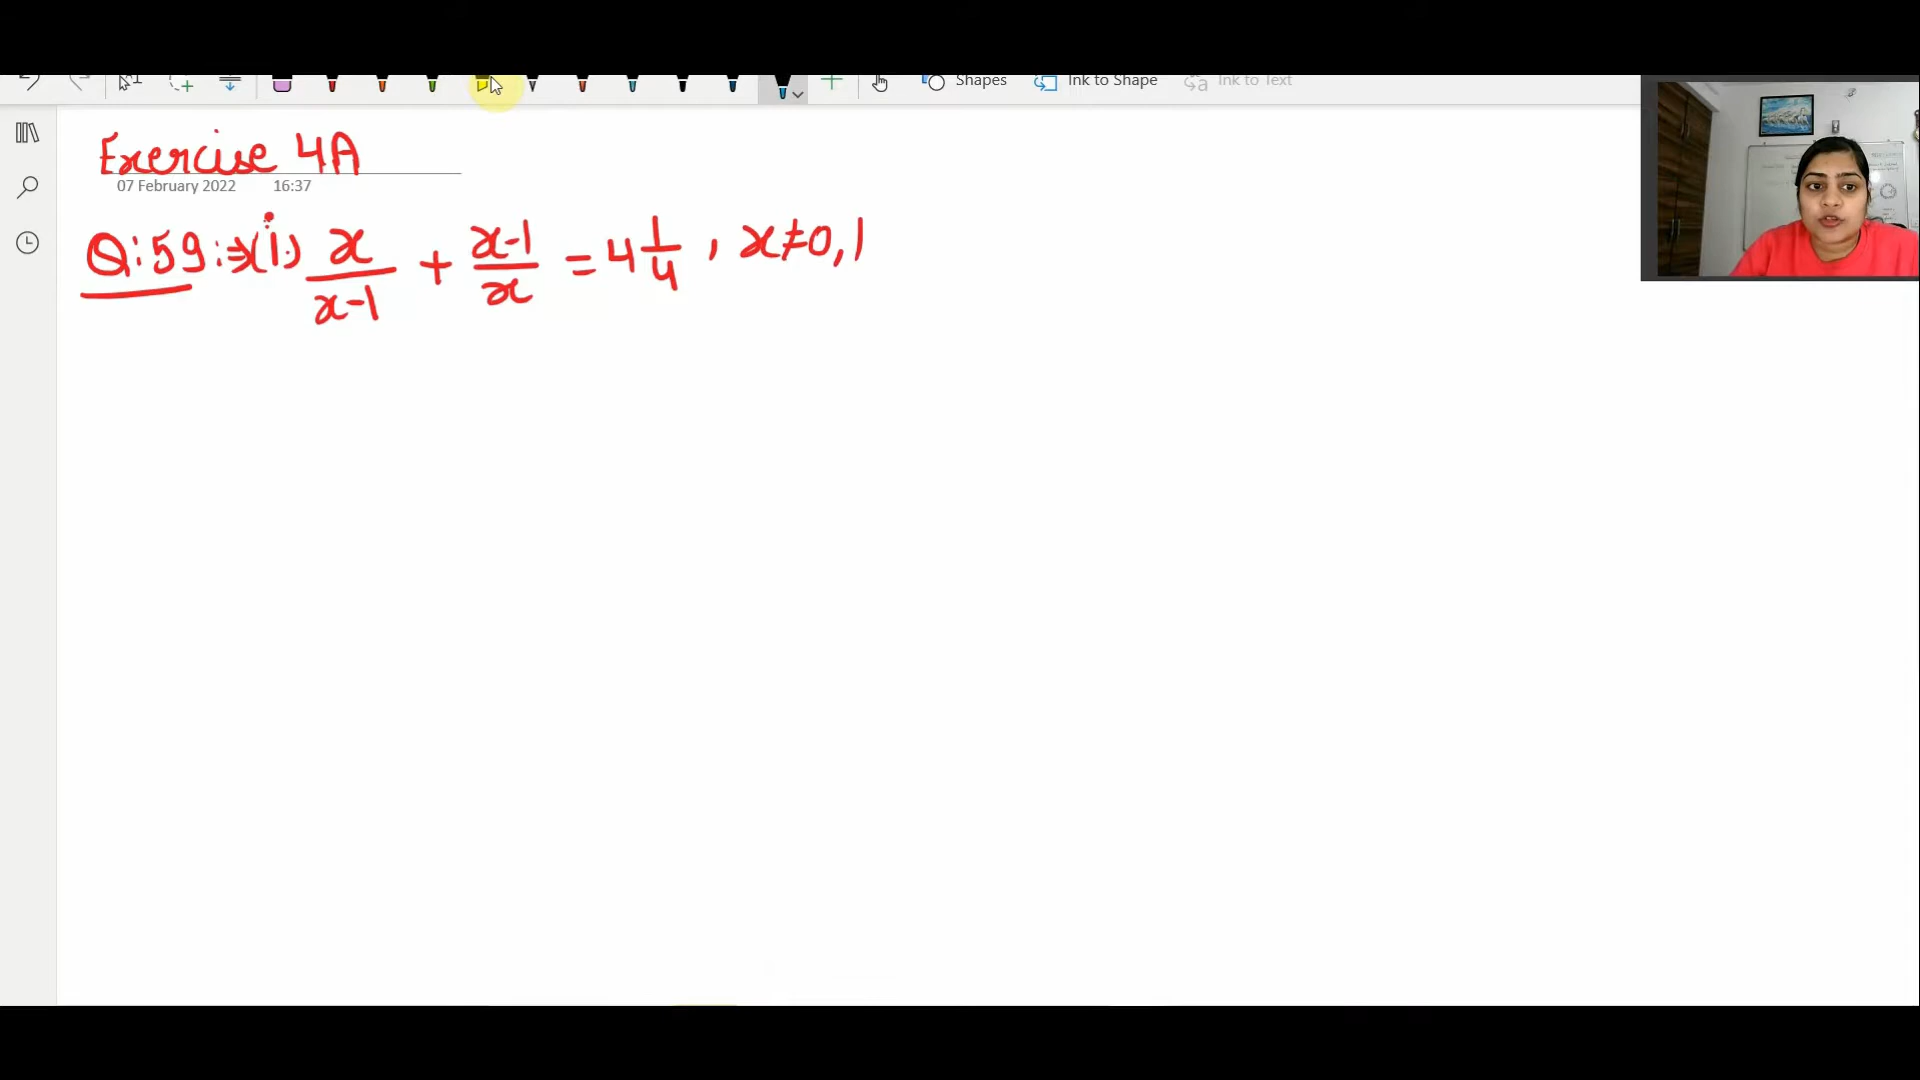 Shapes Ink to Shape Ink to Text
Exercise 4A
07 February 2022 16:37
Q:59:⇒(i) x/(x-1) + (x-1)/x = 4 1/4 , x≠0,1